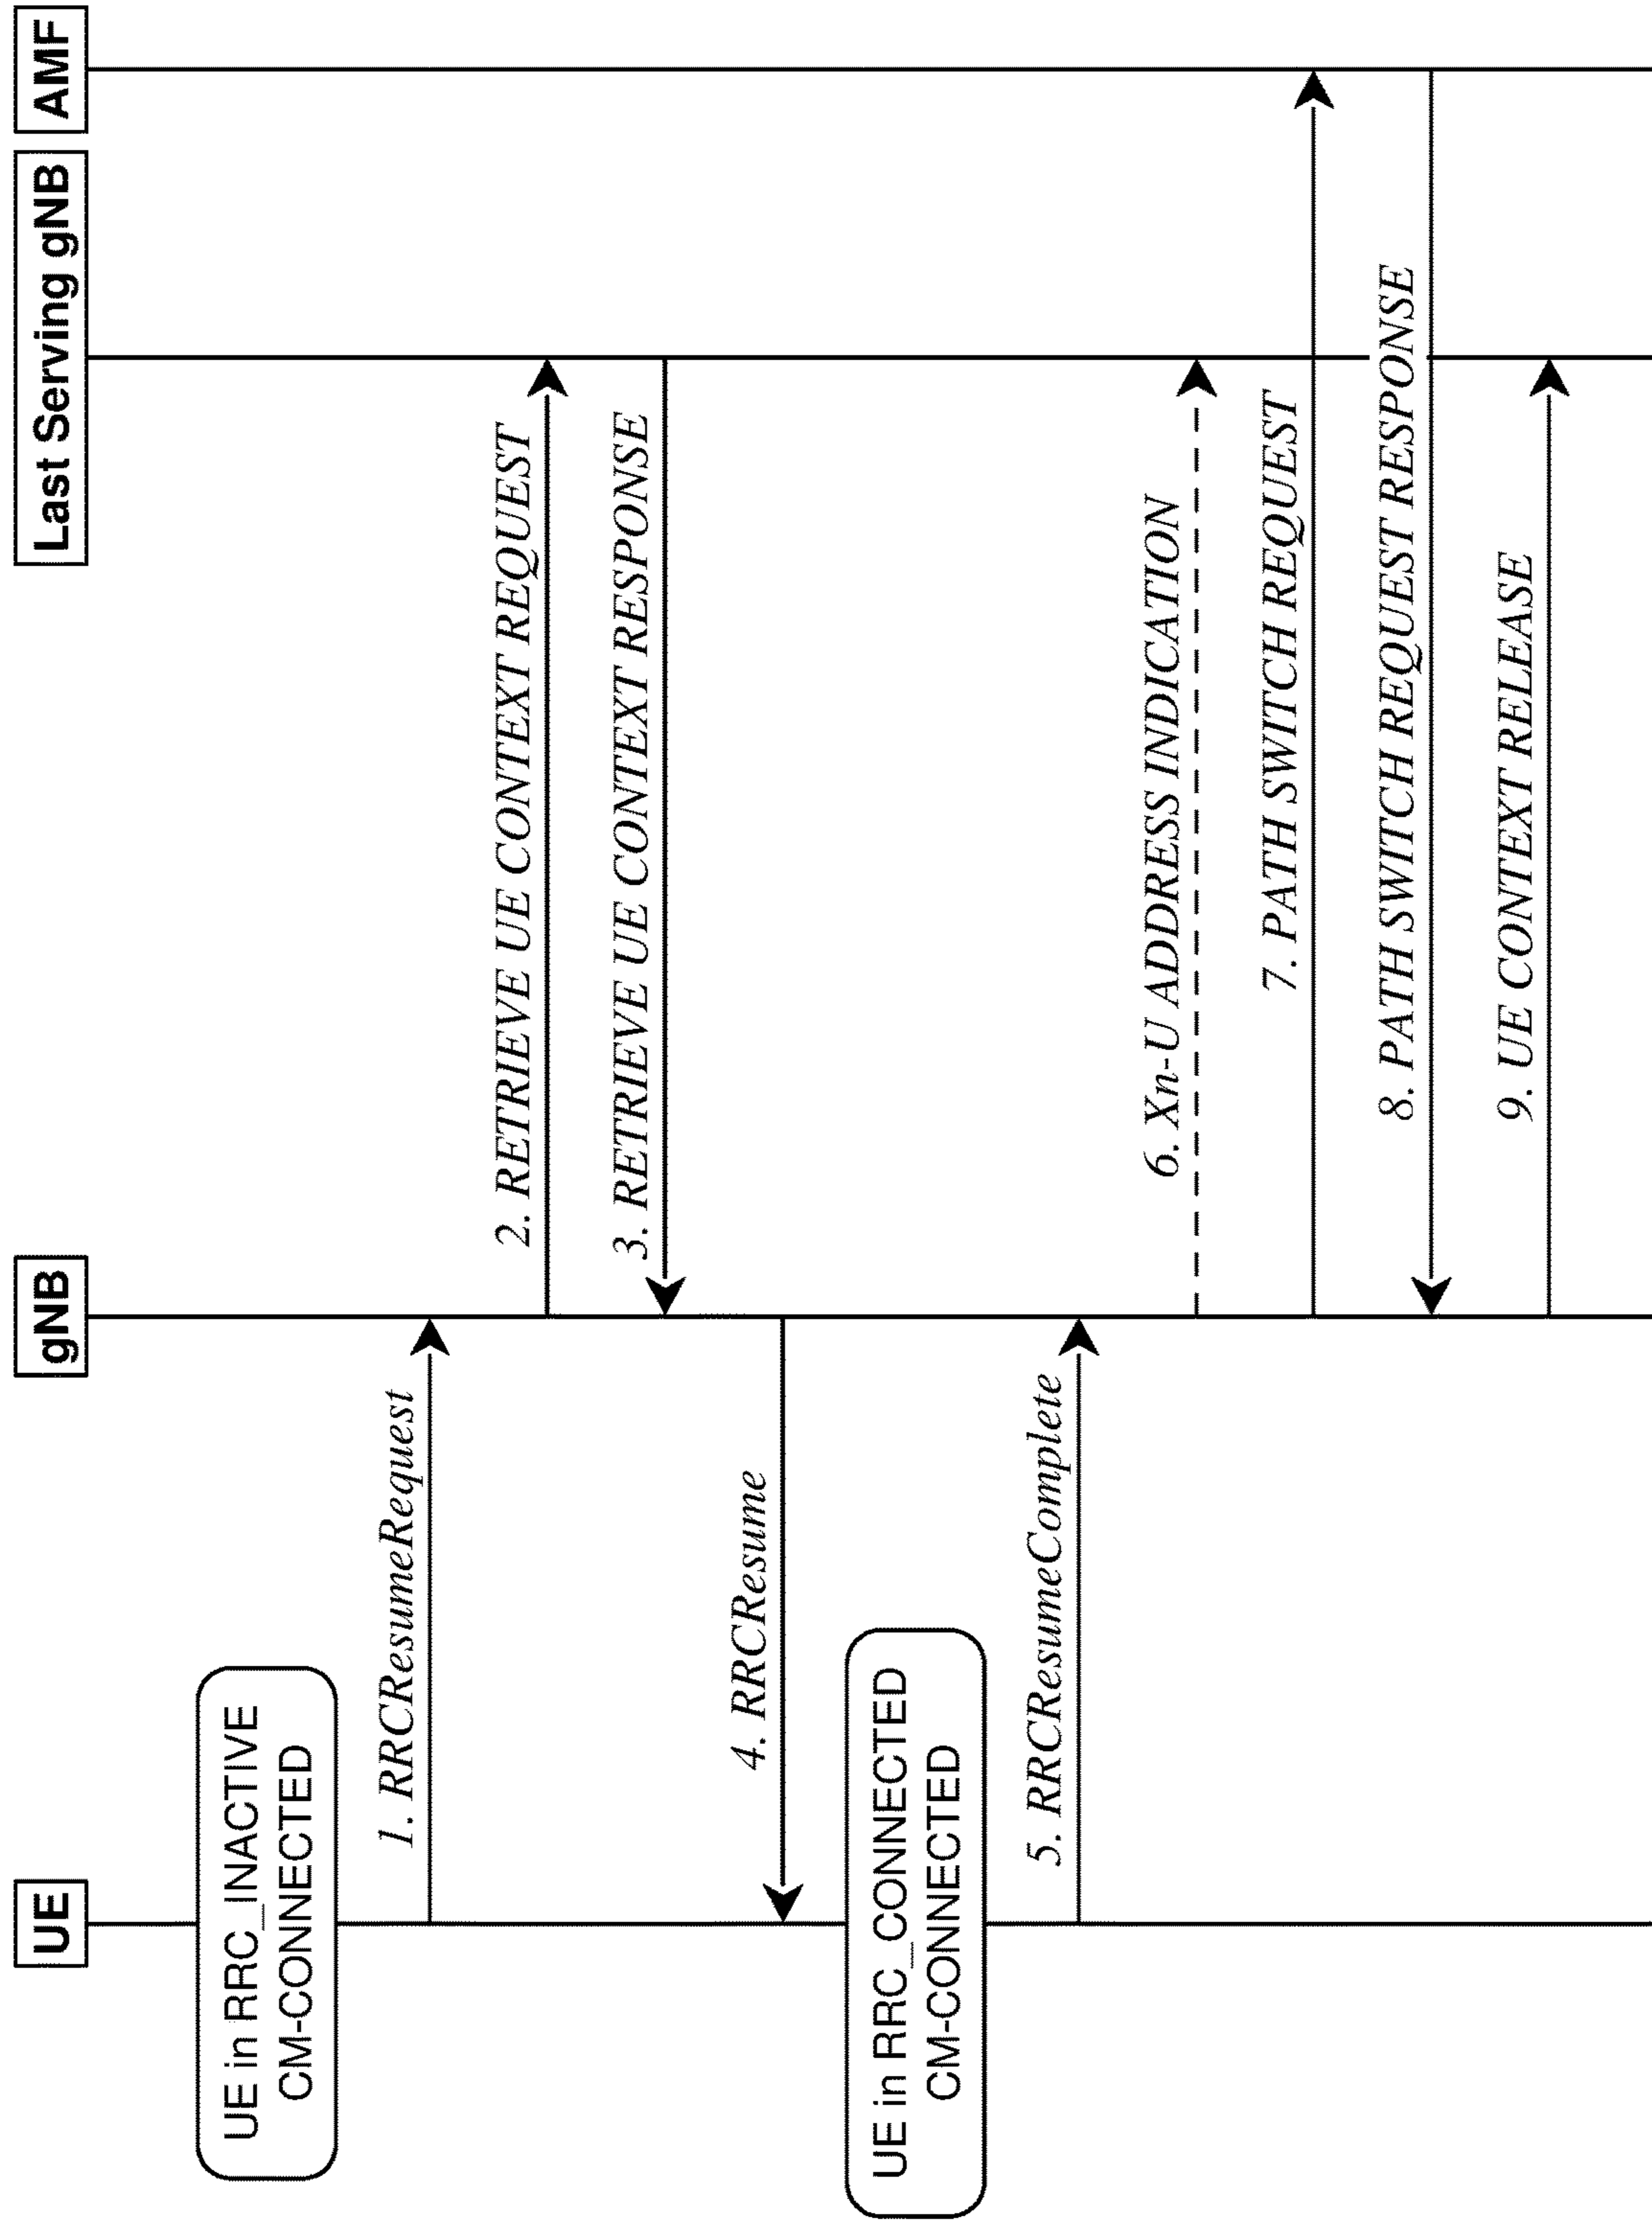 UE
gNB
Last Serving gNB
AMF
UE in RRC_INACTIVE
CM-CONNECTED
1. RRCResumeRequest
2. RETRIEVE UE CONTEXT REQUEST
3. RETRIEVE UE CONTEXT RESPONSE
4. RRCResume
UE in RRC_CONNECTED
CM-CONNECTED
5. RRCResumeComplete
6. Xn-U ADDRESS INDICATION
7. PATH SWITCH REQUEST
8. PATH SWITCH REQUEST RESPONSE
9. UE CONTEXT RELEASE